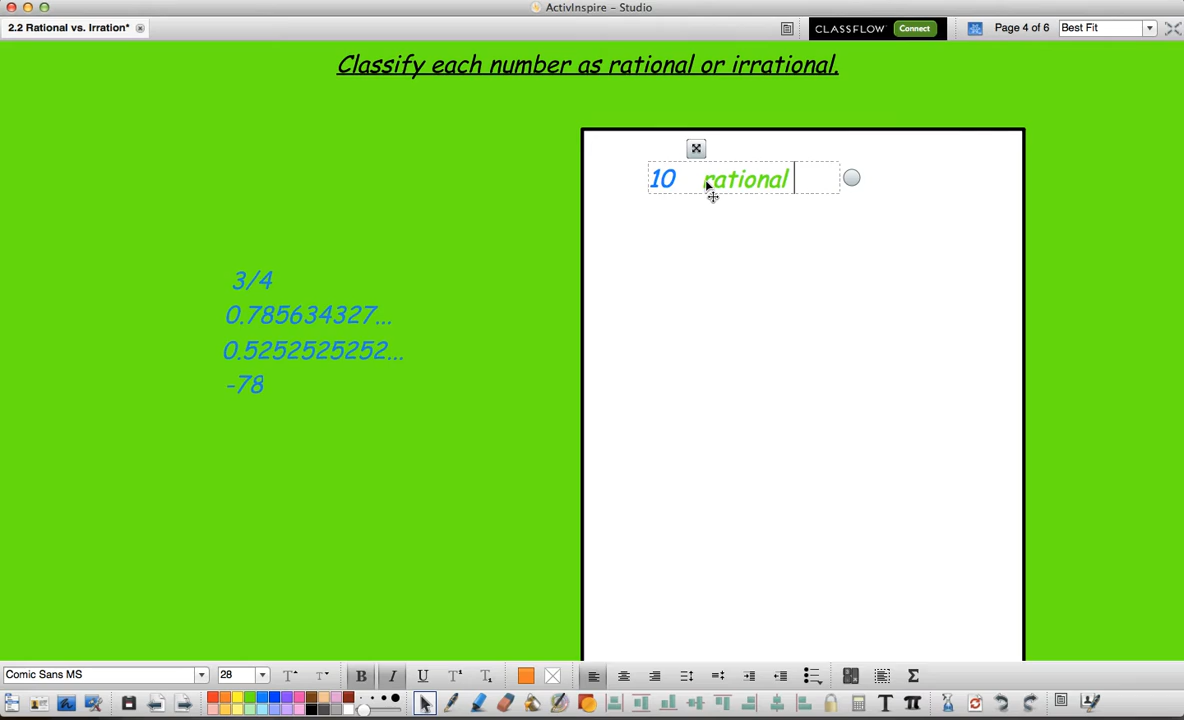 ActivInspire – Studio
2.2 Rational vs. Irration*
CLASSFLOW Connect
Page 4 of 6
Best Fit
Classify each number as rational or irrational.
10 rational
3/4
0.785634327...
0.5252525252...
-78
Comic Sans MS
28
B I U T T
T